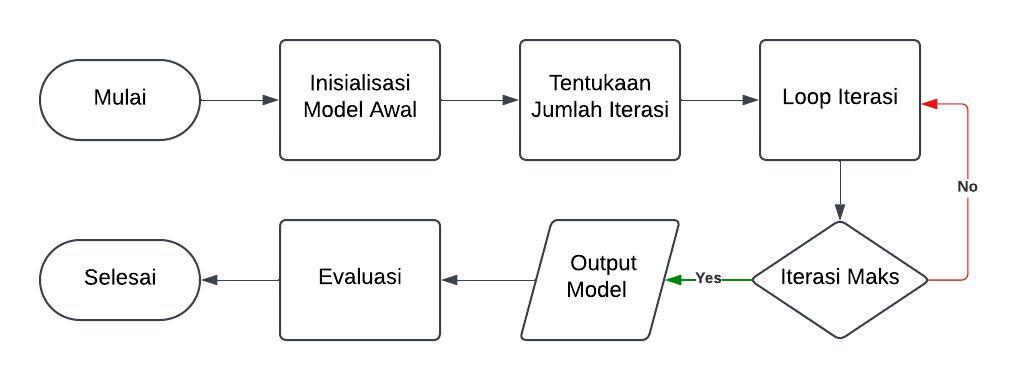 Mulai
Inisialisasi
Model Awal
Tentukaan
Jumlah Iterasi
Loop Iterasi
No
Iterasi Maks
Yes
Output
Model
Evaluasi
Selesai